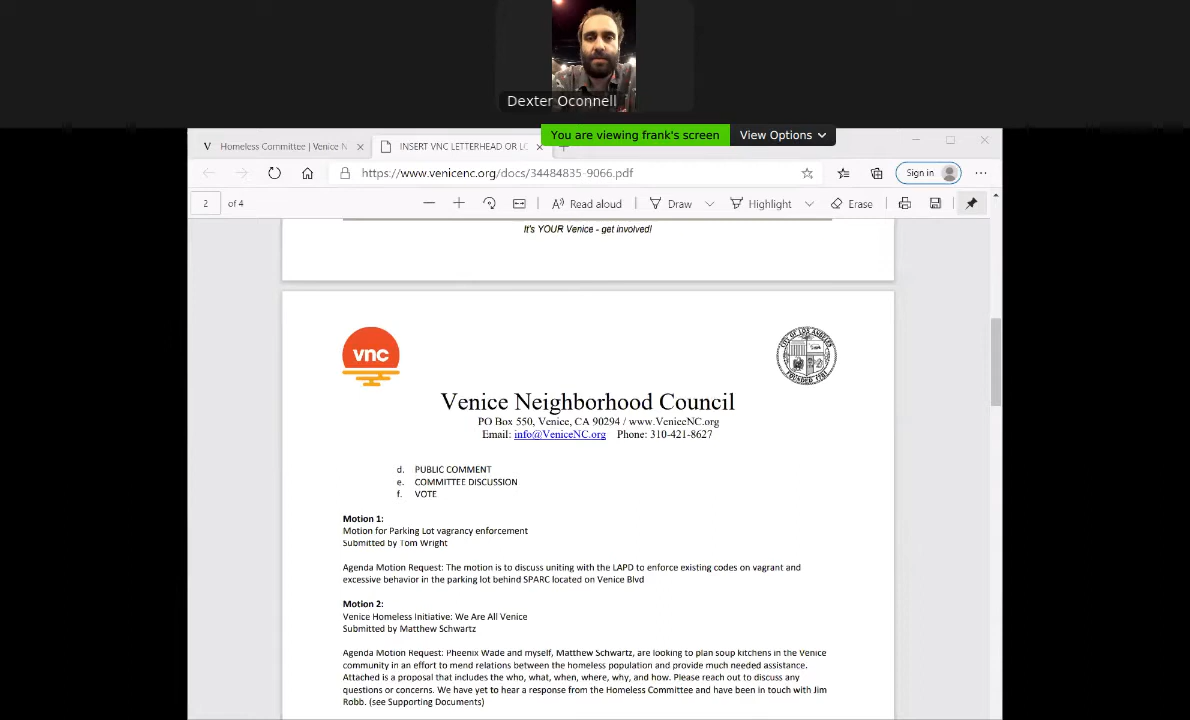 Dexter Oconnell
You are viewing frank's screen View Options
V Homeless Committee | Venice N INSERT VNC LETTERHEAD OR LO
https://www.venicenc.org/docs/34484835-9066.pdf Sign in
2 of 4 Read aloud Draw Highlight Erase
It's YOUR Venice - get involved!
vnc
CITY OF LOS ANGELES
FOUNDED 1781
Venice Neighborhood Council
PO Box 550, Venice, CA 90294 / www.VeniceNC.org
Email: info@VeniceNC.org Phone: 310-421-8627
d. PUBLIC COMMENT
e. COMMITTEE DISCUSSION
f. VOTE
Motion 1:
Motion for Parking Lot vagrancy enforcement
Submitted by Tom Wright
Agenda Motion Request: The motion is to discuss uniting with the LAPD to enforce existing codes on vagrant and
excessive behavior in the parking lot behind SPARC located on Venice Blvd
Motion 2:
Venice Homeless Initiative: We Are All Venice
Submitted by Matthew Schwartz
Agenda Motion Request: Pheenix Wade and myself, Matthew Schwartz, are looking to plan soup kitchens in the Venice
community in an effort to mend relations between the homeless population and provide much needed assistance.
Attached is a proposal that includes the who, what, when, where, why, and how. Please reach out to discuss any
questions or concerns. We have yet to hear a response from the Homeless Committee and have been in touch with Jim
Robb. (see Supporting Documents)